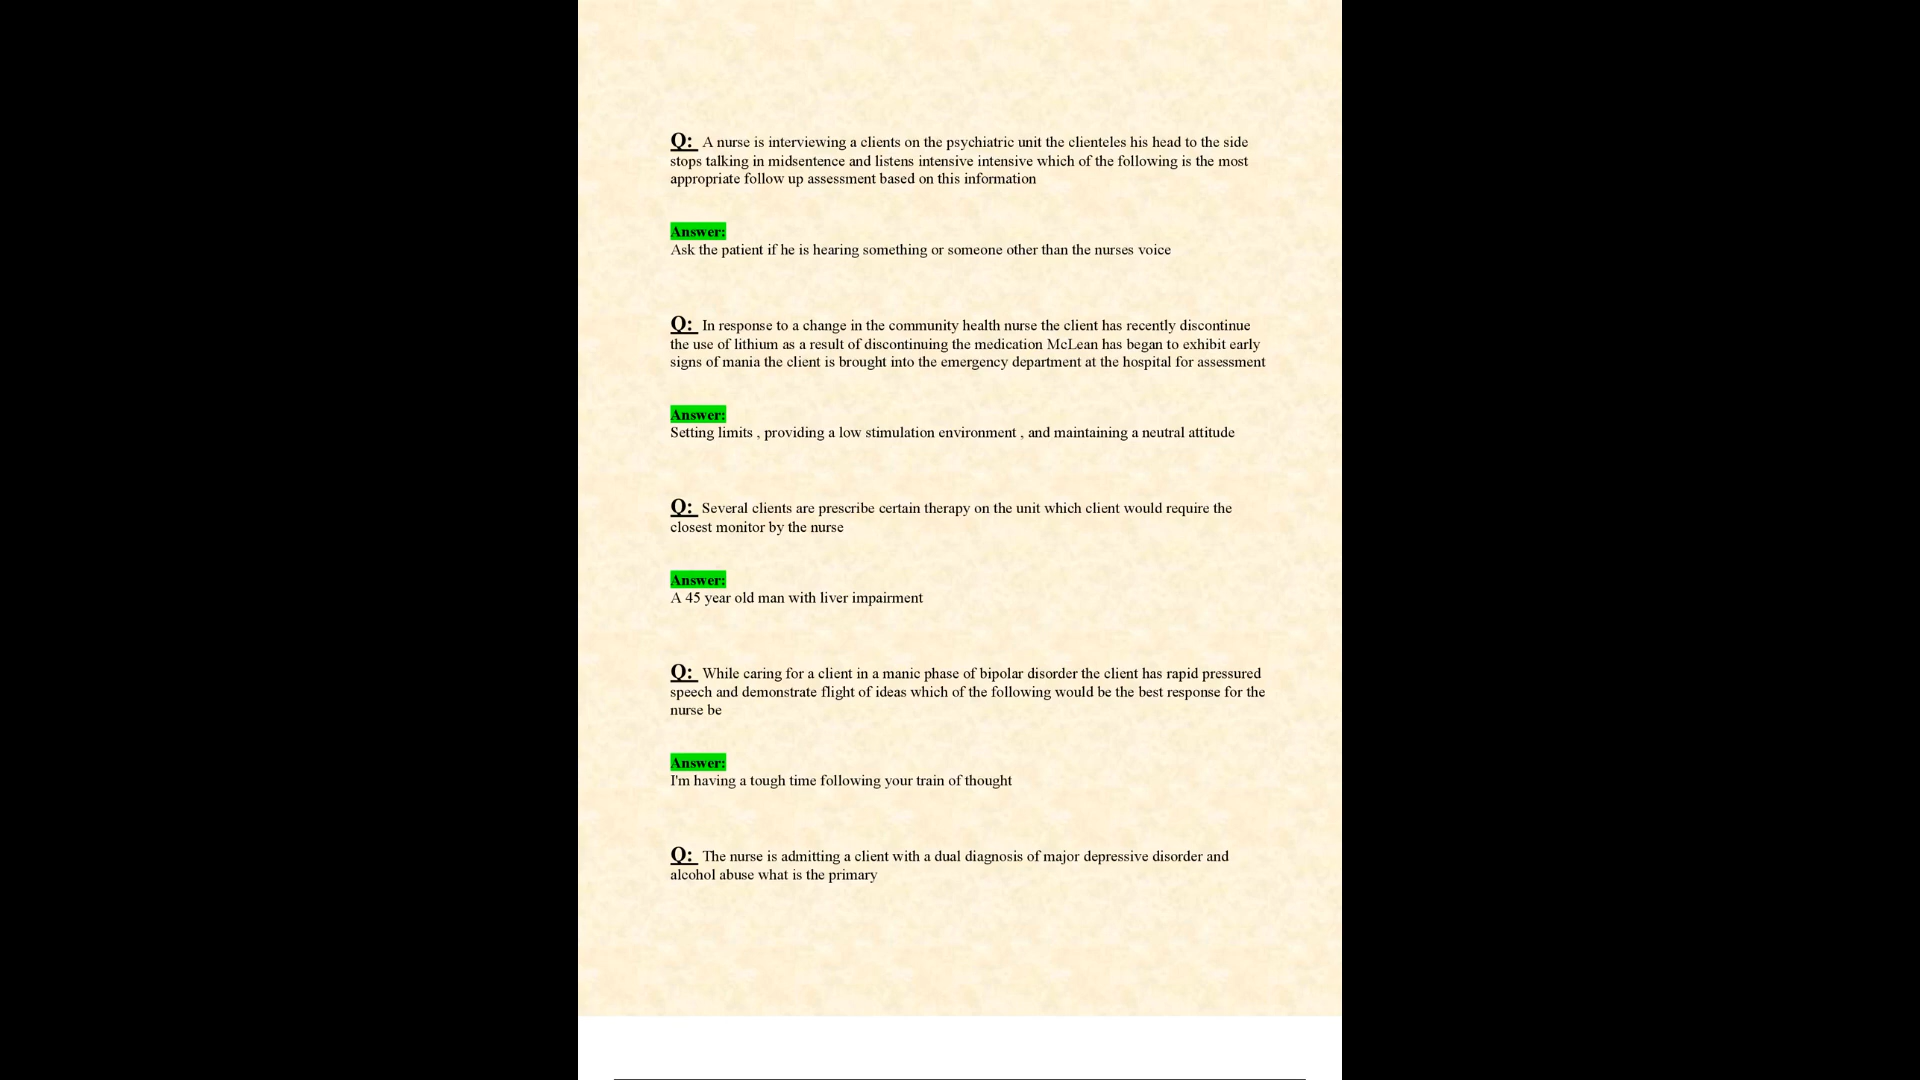 Q: A nurse is interviewing a clients on the psychiatric unit the clienteles his head to the side
stops talking in midsentence and listens intensive intensive which of the following is the most
appropriate follow up assessment based on this information
Answer:
Ask the patient if he is hearing something or someone other than the nurses voice
Q: In response to a change in the community health nurse the client has recently discontinue
the use of lithium as a result of discontinuing the medication McLean has began to exhibit early
signs of mania the client is brought into the emergency department at the hospital for assessment
Answer:
Setting limits , providing a low stimulation environment , and maintaining a neutral attitude
Q: Several clients are prescribe certain therapy on the unit which client would require the
closest monitor by the nurse
Answer:
A 45 year old man with liver impairment
Q: While caring for a client in a manic phase of bipolar disorder the client has rapid pressured
speech and demonstrate flight of ideas which of the following would be the best response for the
nurse be
Answer:
I'm having a tough time following your train of thought
Q: The nurse is admitting a client with a dual diagnosis of major depressive disorder and
alcohol abuse what is the primary